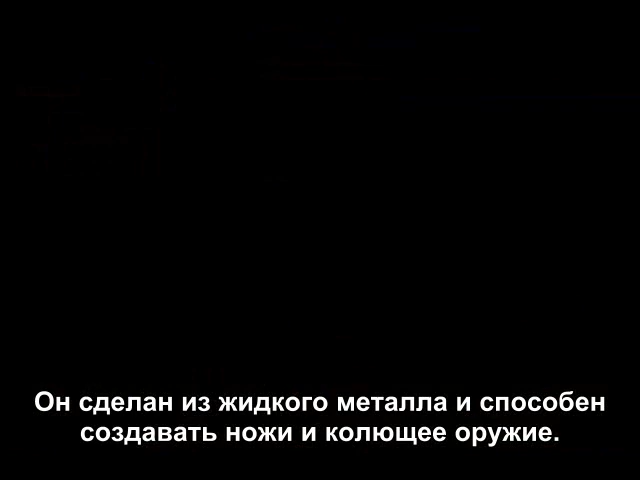 Он сделан из жидкого металла и способен
создавать ножи и колющее оружие.